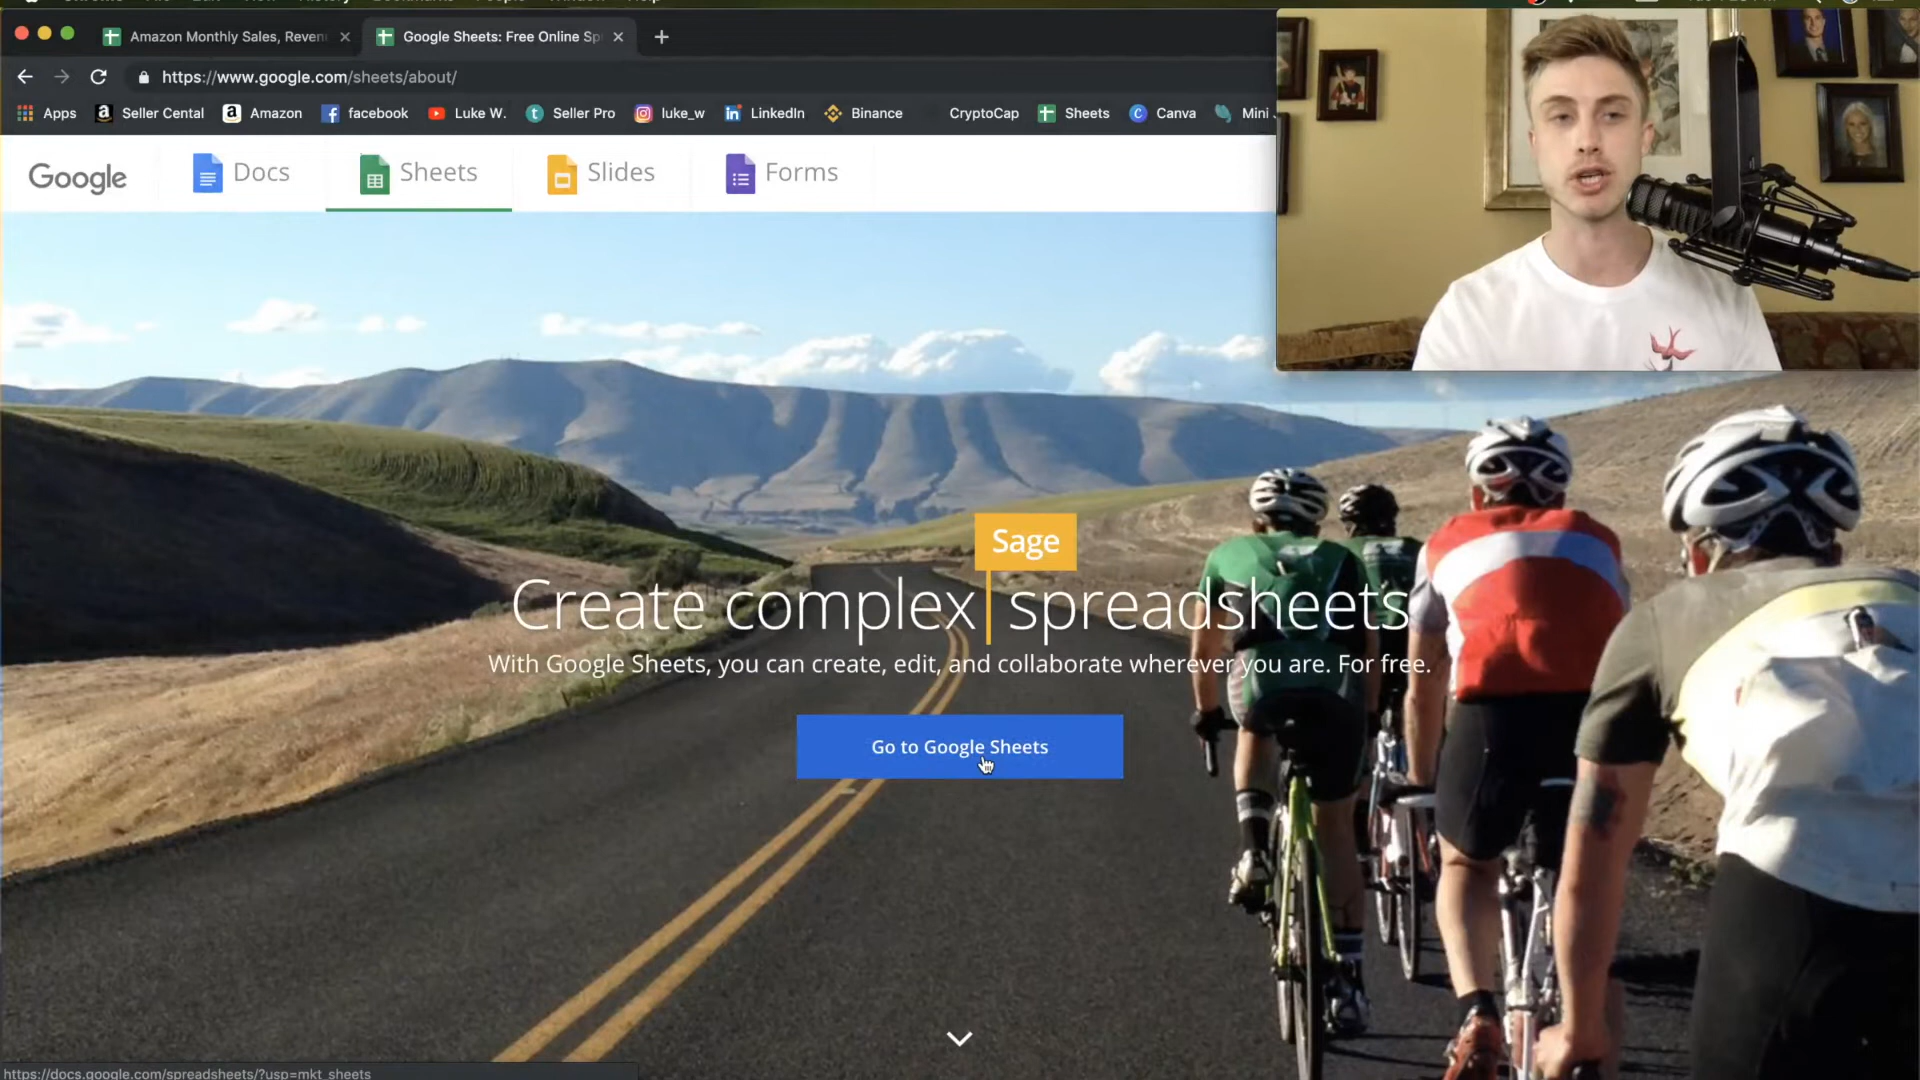 Amazon Monthly Sales, Reven
Google Sheets: Free Online Sp
https://www.google.com/sheets/about/
Apps
Seller Cental
Amazon
facebook
Luke W.
Seller Pro
luke_w
LinkedIn
Binance
CryptoCap
Sheets
Canva
Mini
Google
Docs
Sheets
Slides
Forms
Sage
Create complex spreadsheets
With Google Sheets, you can create, edit, and collaborate wherever you are. For free.
Go to Google Sheets
https://docs.google.com/spreadsheets/?usp=mkt_sheets